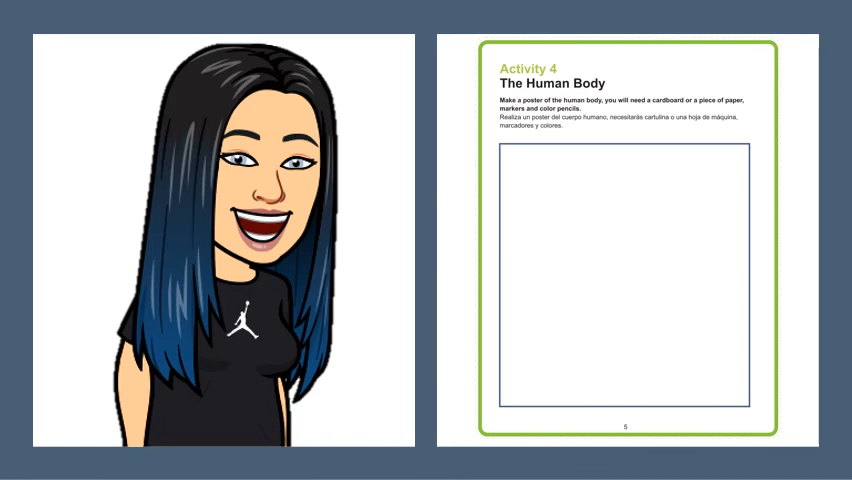 Activity 4
The Human Body
Make a poster of the human body, you will need a cardboard or a piece of paper,
markers and color pencils.
Realiza un poster del cuerpo humano, necesitarás cartulina o una hoja de máquina,
marcadores y colores.
5